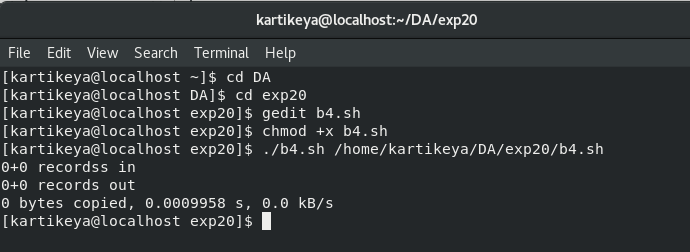 kartikeya@localhost:~/DA/exp20
File Edit View Search Terminal Help
[kartikeya@localhost ~]$ cd DA
[kartikeya@localhost DA]$ cd exp20
[kartikeya@localhost exp20]$ gedit b4.sh
[kartikeya@localhost exp20]$ chmod +x b4.sh
[kartikeya@localhost exp20]$ ./b4.sh /home/kartikeya/DA/exp20/b4.sh
0+0 recordss in
0+0 records out
0 bytes copied, 0.0009958 s, 0.0 kB/s
[kartikeya@localhost exp20]$